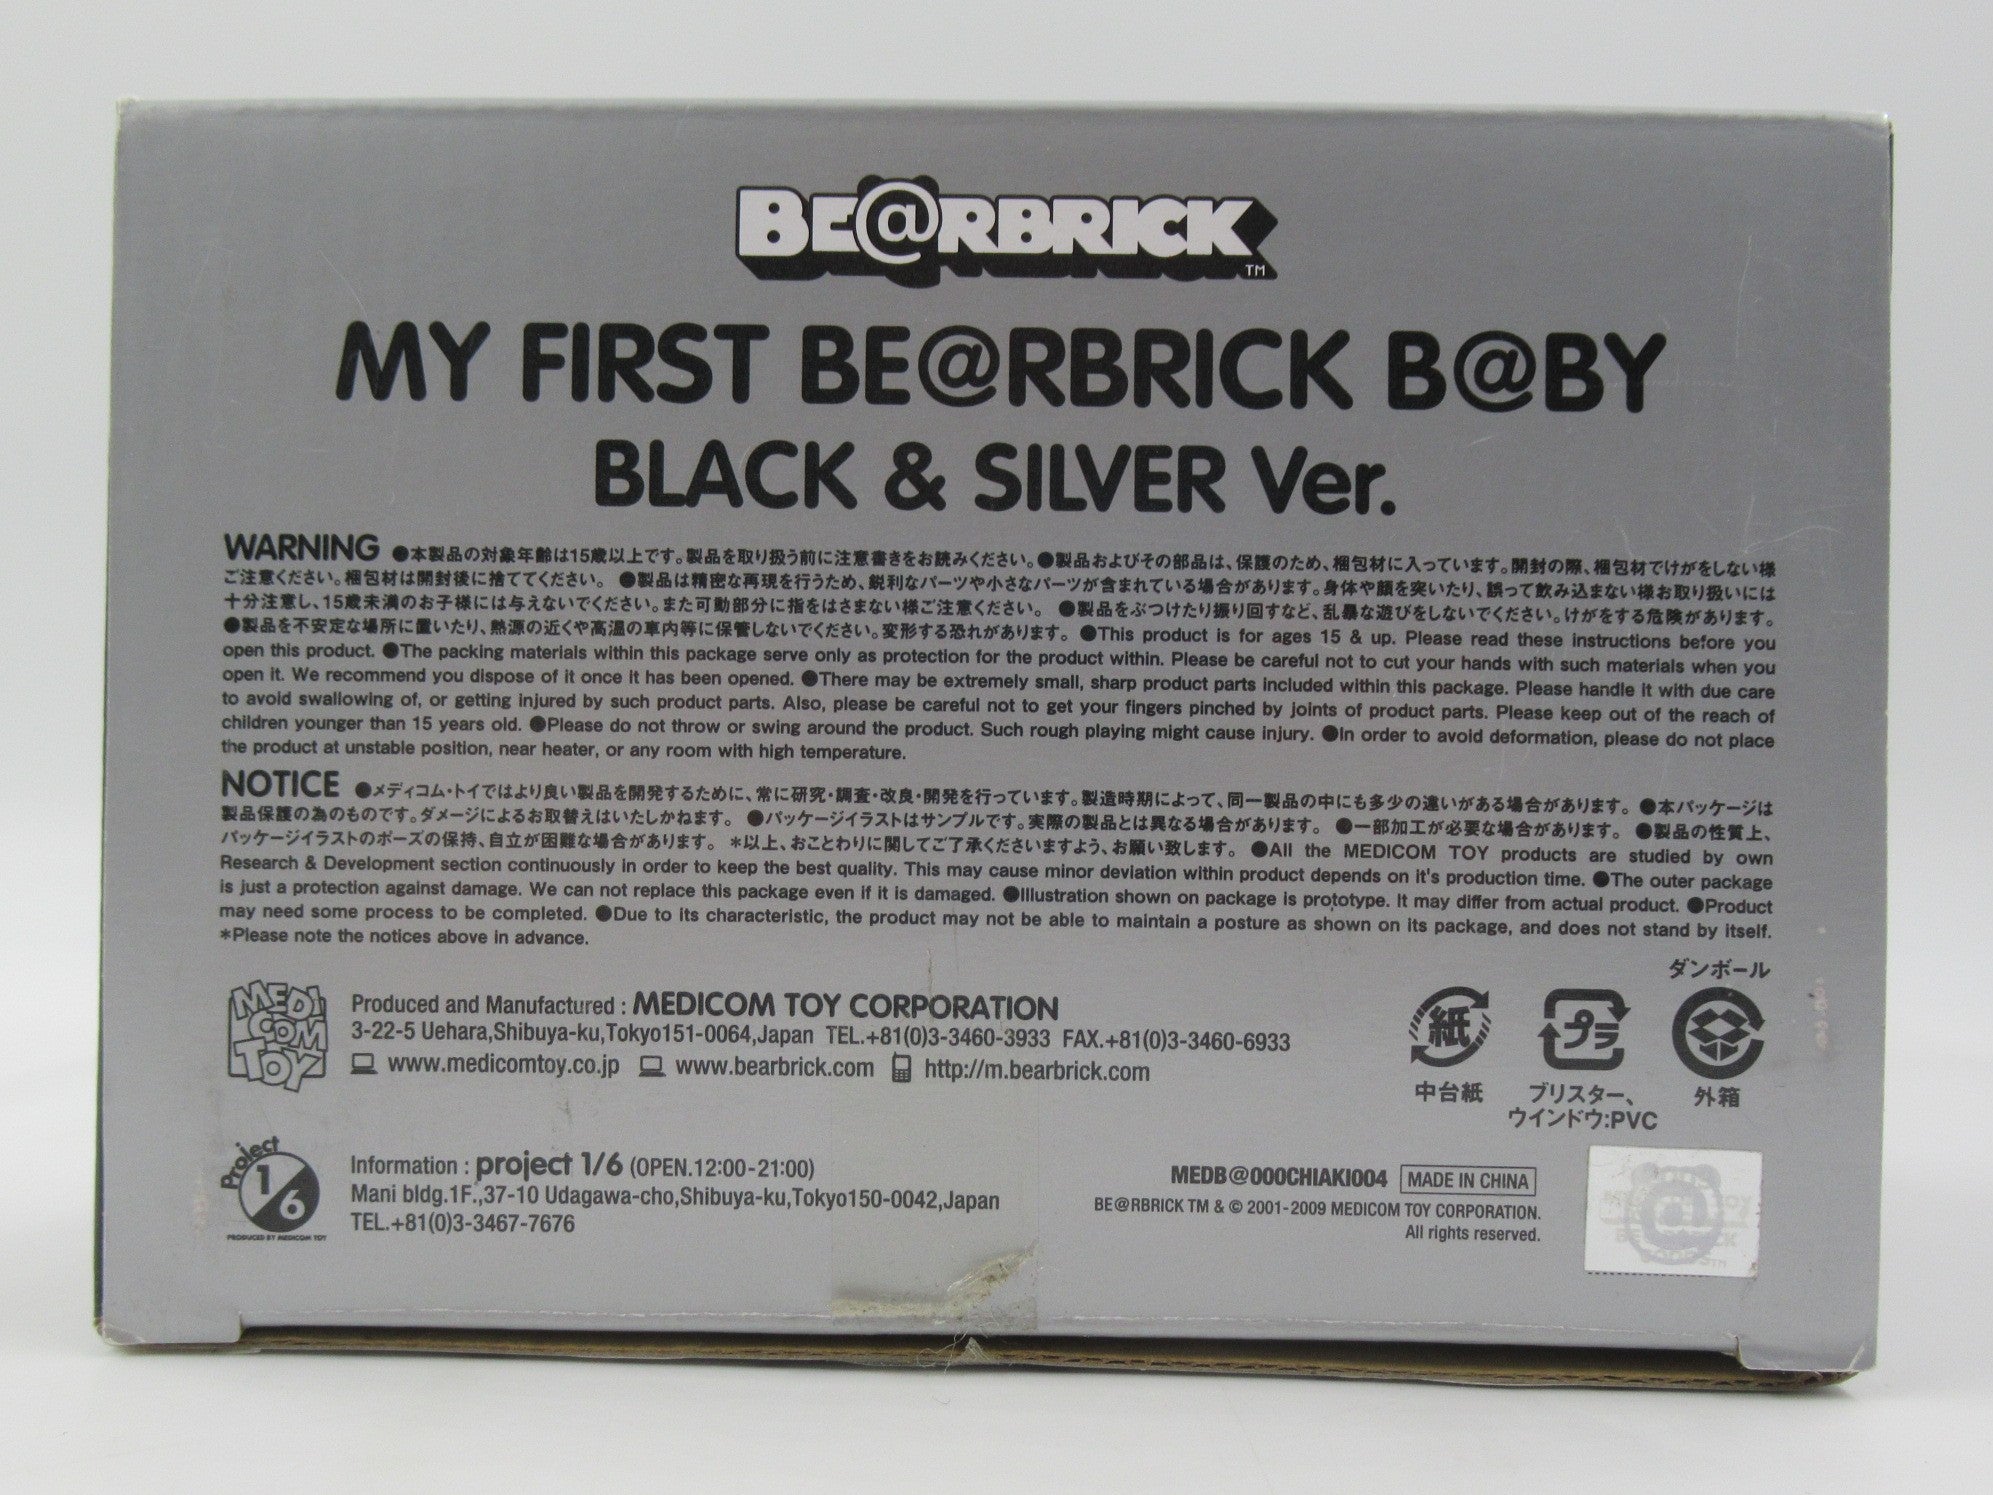 BE@RBRICK TM
MY FIRST BE@RBRICK B@BY
BLACK & SILVER Ver.
WARNING ●本製品の対象年齢は15歳以上です。製品を取り扱う前に注意書きをお読みください。●製品およびその部品は、保護のため、梱包材に入っています。開封の際、梱包材でけがをしない様
ご注意ください。梱包材は開封後に捨ててください。 ●製品は精密な再現を行うため、鋭利なパーツや小さなパーツが含まれている場合があります。身体や顔を突いたり、誤って飲み込まない様お取り扱いには
十分注意し、15歳未満のお子様には与えないでください。また可動部分に指をはさまない様ご注意ください。 ●製品をぶつけたり振り回すなど、乱暴な遊びをしないでください。けがをする危険があります。
●製品を不安定な場所に置いたり、熱源の近くや高温の車内等に保管しないでください。変形する恐れがあります。 ●This product is for ages 15 & up. Please read these instructions before you
open this product. ●The packing materials within this package serve only as protection for the product within. Please be careful not to cut your hands with such materials when you
open it. We recommend you dispose of it once it has been opened. ●There may be extremely small, sharp product parts included within this package. Please handle it with due care
to avoid swallowing of, or getting injured by such product parts. Also, please be careful not to get your fingers pinched by joints of product parts. Please keep out of the reach of
children younger than 15 years old. ●Please do not throw or swing around the product. Such rough playing might cause injury. ●In order to avoid deformation, please do not place
the product at unstable position, near heater, or any room with high temperature.
NOTICE ●メディコム・トイではより良い製品を開発するために、常に研究・調査・改良・開発を行っています。製造時期によって、同一製品の中にも多少の違いがある場合があります。 ●本パッケージは
製品保護の為のものです。ダメージによるお取替えはいたしかねます。 ●パッケージイラストはサンプルです。実際の製品とは異なる場合があります。 ●一部加工が必要な場合があります。 ●製品の性質上、
パッケージイラストのポーズの保持、自立が困難な場合があります。 *以上、おことわりに関してご了承くださいますよう、お願い致します。 ●All the MEDICOM TOY products are studied by own
Research & Development section continuously in order to keep the best quality. This may cause minor deviation within product depends on it's production time. ●The outer package
is just a protection against damage. We can not replace this package even if it is damaged. ●Illustration shown on package is prototype. It may differ from actual product. ●Product
may need some process to be completed. ●Due to its characteristic, the product may not be able to maintain a posture as shown on its package, and does not stand by itself.
*Please note the notices above in advance.
MEDI COM TOY
Produced and Manufactured : MEDICOM TOY CORPORATION
3-22-5 Uehara,Shibuya-ku,Tokyo151-0064,Japan TEL.+81(0)3-3460-3933 FAX.+81(0)3-3460-6933
www.medicomtoy.co.jp www.bearbrick.com http://m.bearbrick.com
ダンボール
紙 プラ
中台紙 ブリスター、 外箱
ウインドウ:PVC
Project 1/6
PRODUCED BY MEDICOM TOY
Information : project 1/6 (OPEN.12:00-21:00)
Mani bldg.1F.,37-10 Udagawa-cho,Shibuya-ku,Tokyo150-0042,Japan
TEL.+81(0)3-3467-7676
MEDB@000CHIAKI004 MADE IN CHINA
BE@RBRICK TM & © 2001-2009 MEDICOM TOY CORPORATION.
All rights reserved.